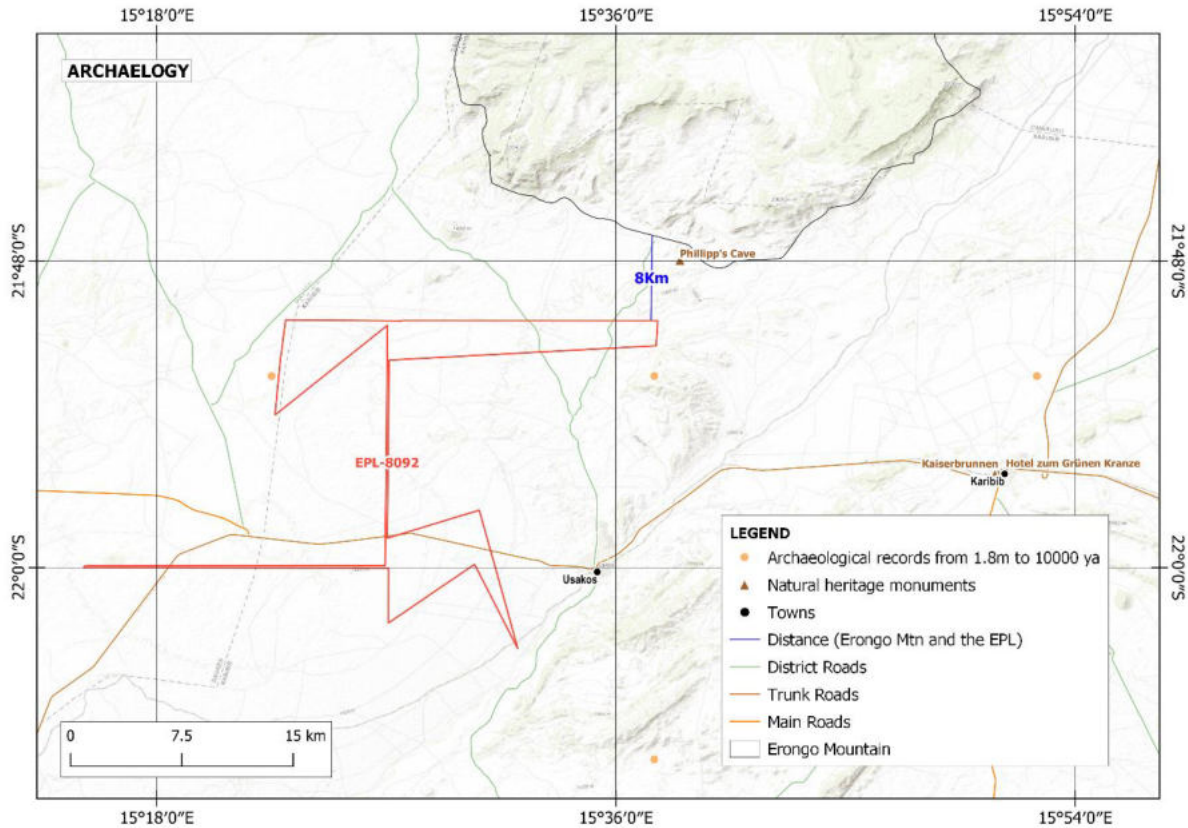 15°18'0"E
15°36'0"E
15°54'0"E
ARCHAELOGY
21°48'0"S
21°48'0"S
Phillipp's Cave
8Km
EPL-8092
Kaiserbrunnen
Hotel zum Grünen Kranze
Karibib
Usakos
22°0'0"S
22°0'0"S
LEGEND
Archaeological records from 1.8m to 10000 ya
Natural heritage monuments
Towns
Distance (Erongo Mtn and the EPL)
District Roads
Trunk Roads
Main Roads
Erongo Mountain
0
7.5
15 km
15°18'0"E
15°36'0"E
15°54'0"E